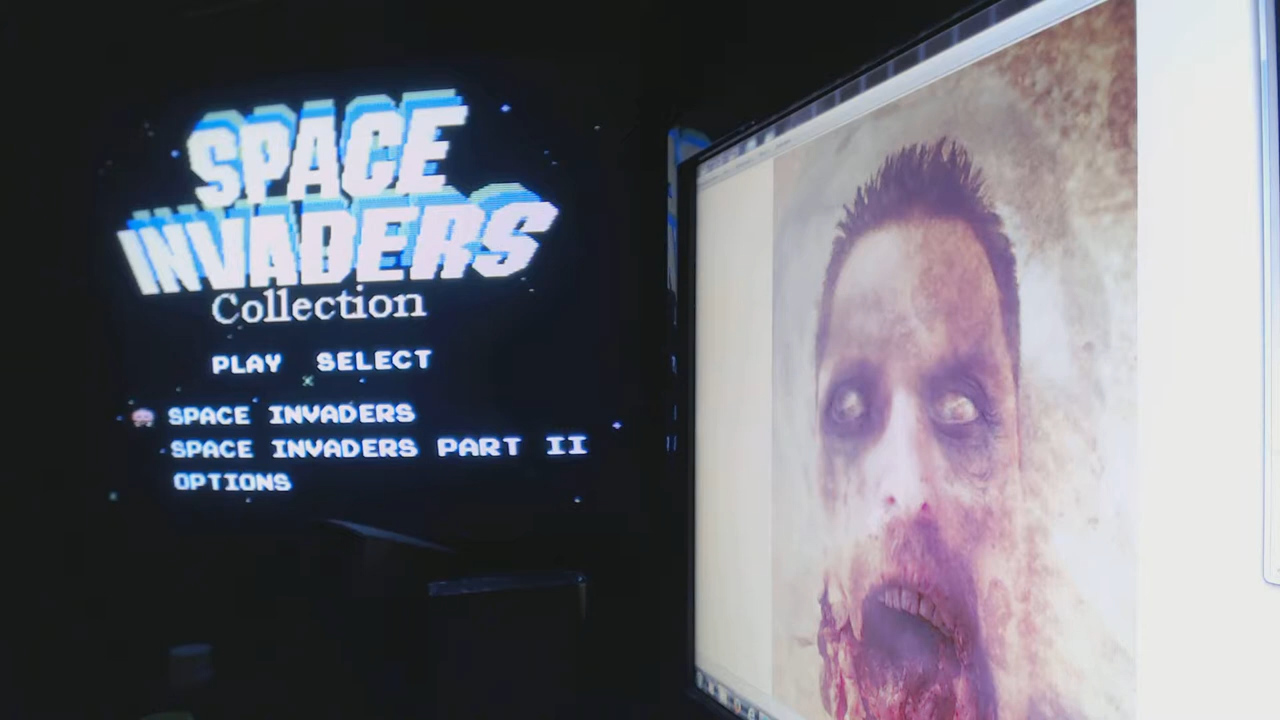 SPACE
INVADERS
Collection
PLAY SELECT
SPACE INVADERS
SPACE INVADERS PART II
OPTIONS